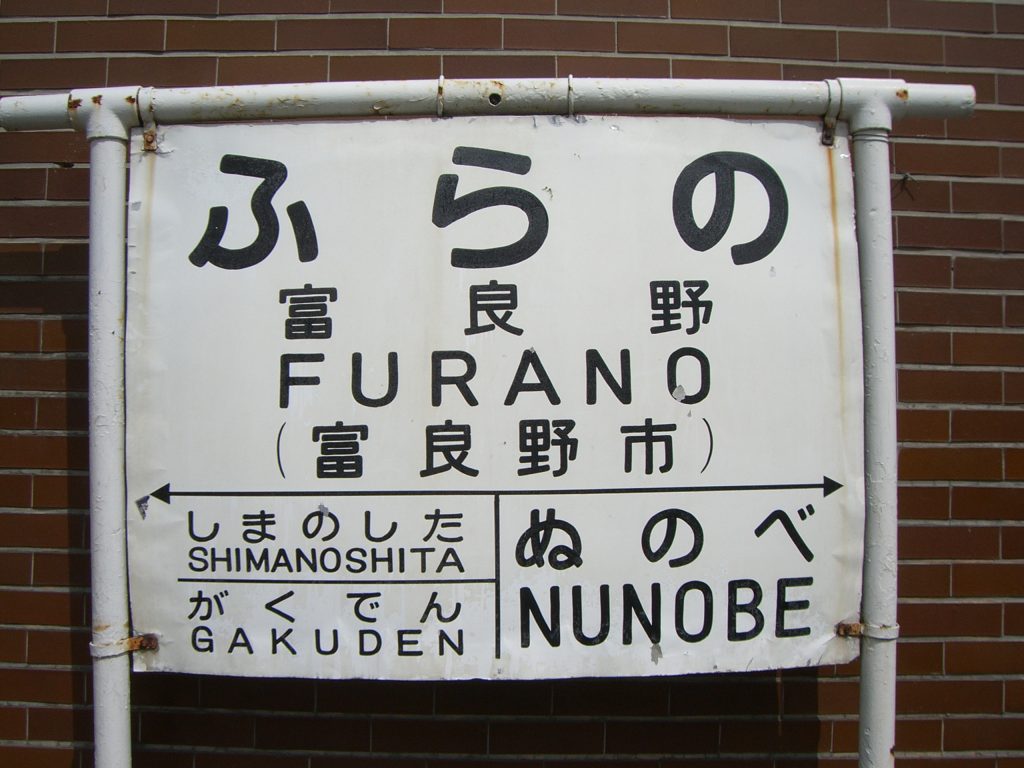 ふらの
富良野
FURANO
(富良野市)
しまのした
SHIMANOSHITA
がくでん
GAKUDEN
ぬのべ
NUNOBE